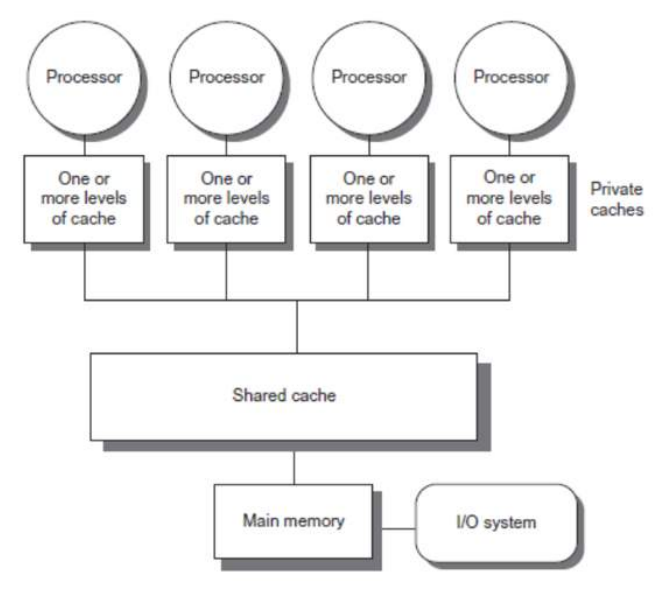 Processor
Processor
Processor
Processor
One or
more levels
of cache
One or
more levels
of cache
One or
more levels
of cache
One or
more levels
of cache
Private
caches
Shared cache
Main memory
I/O system